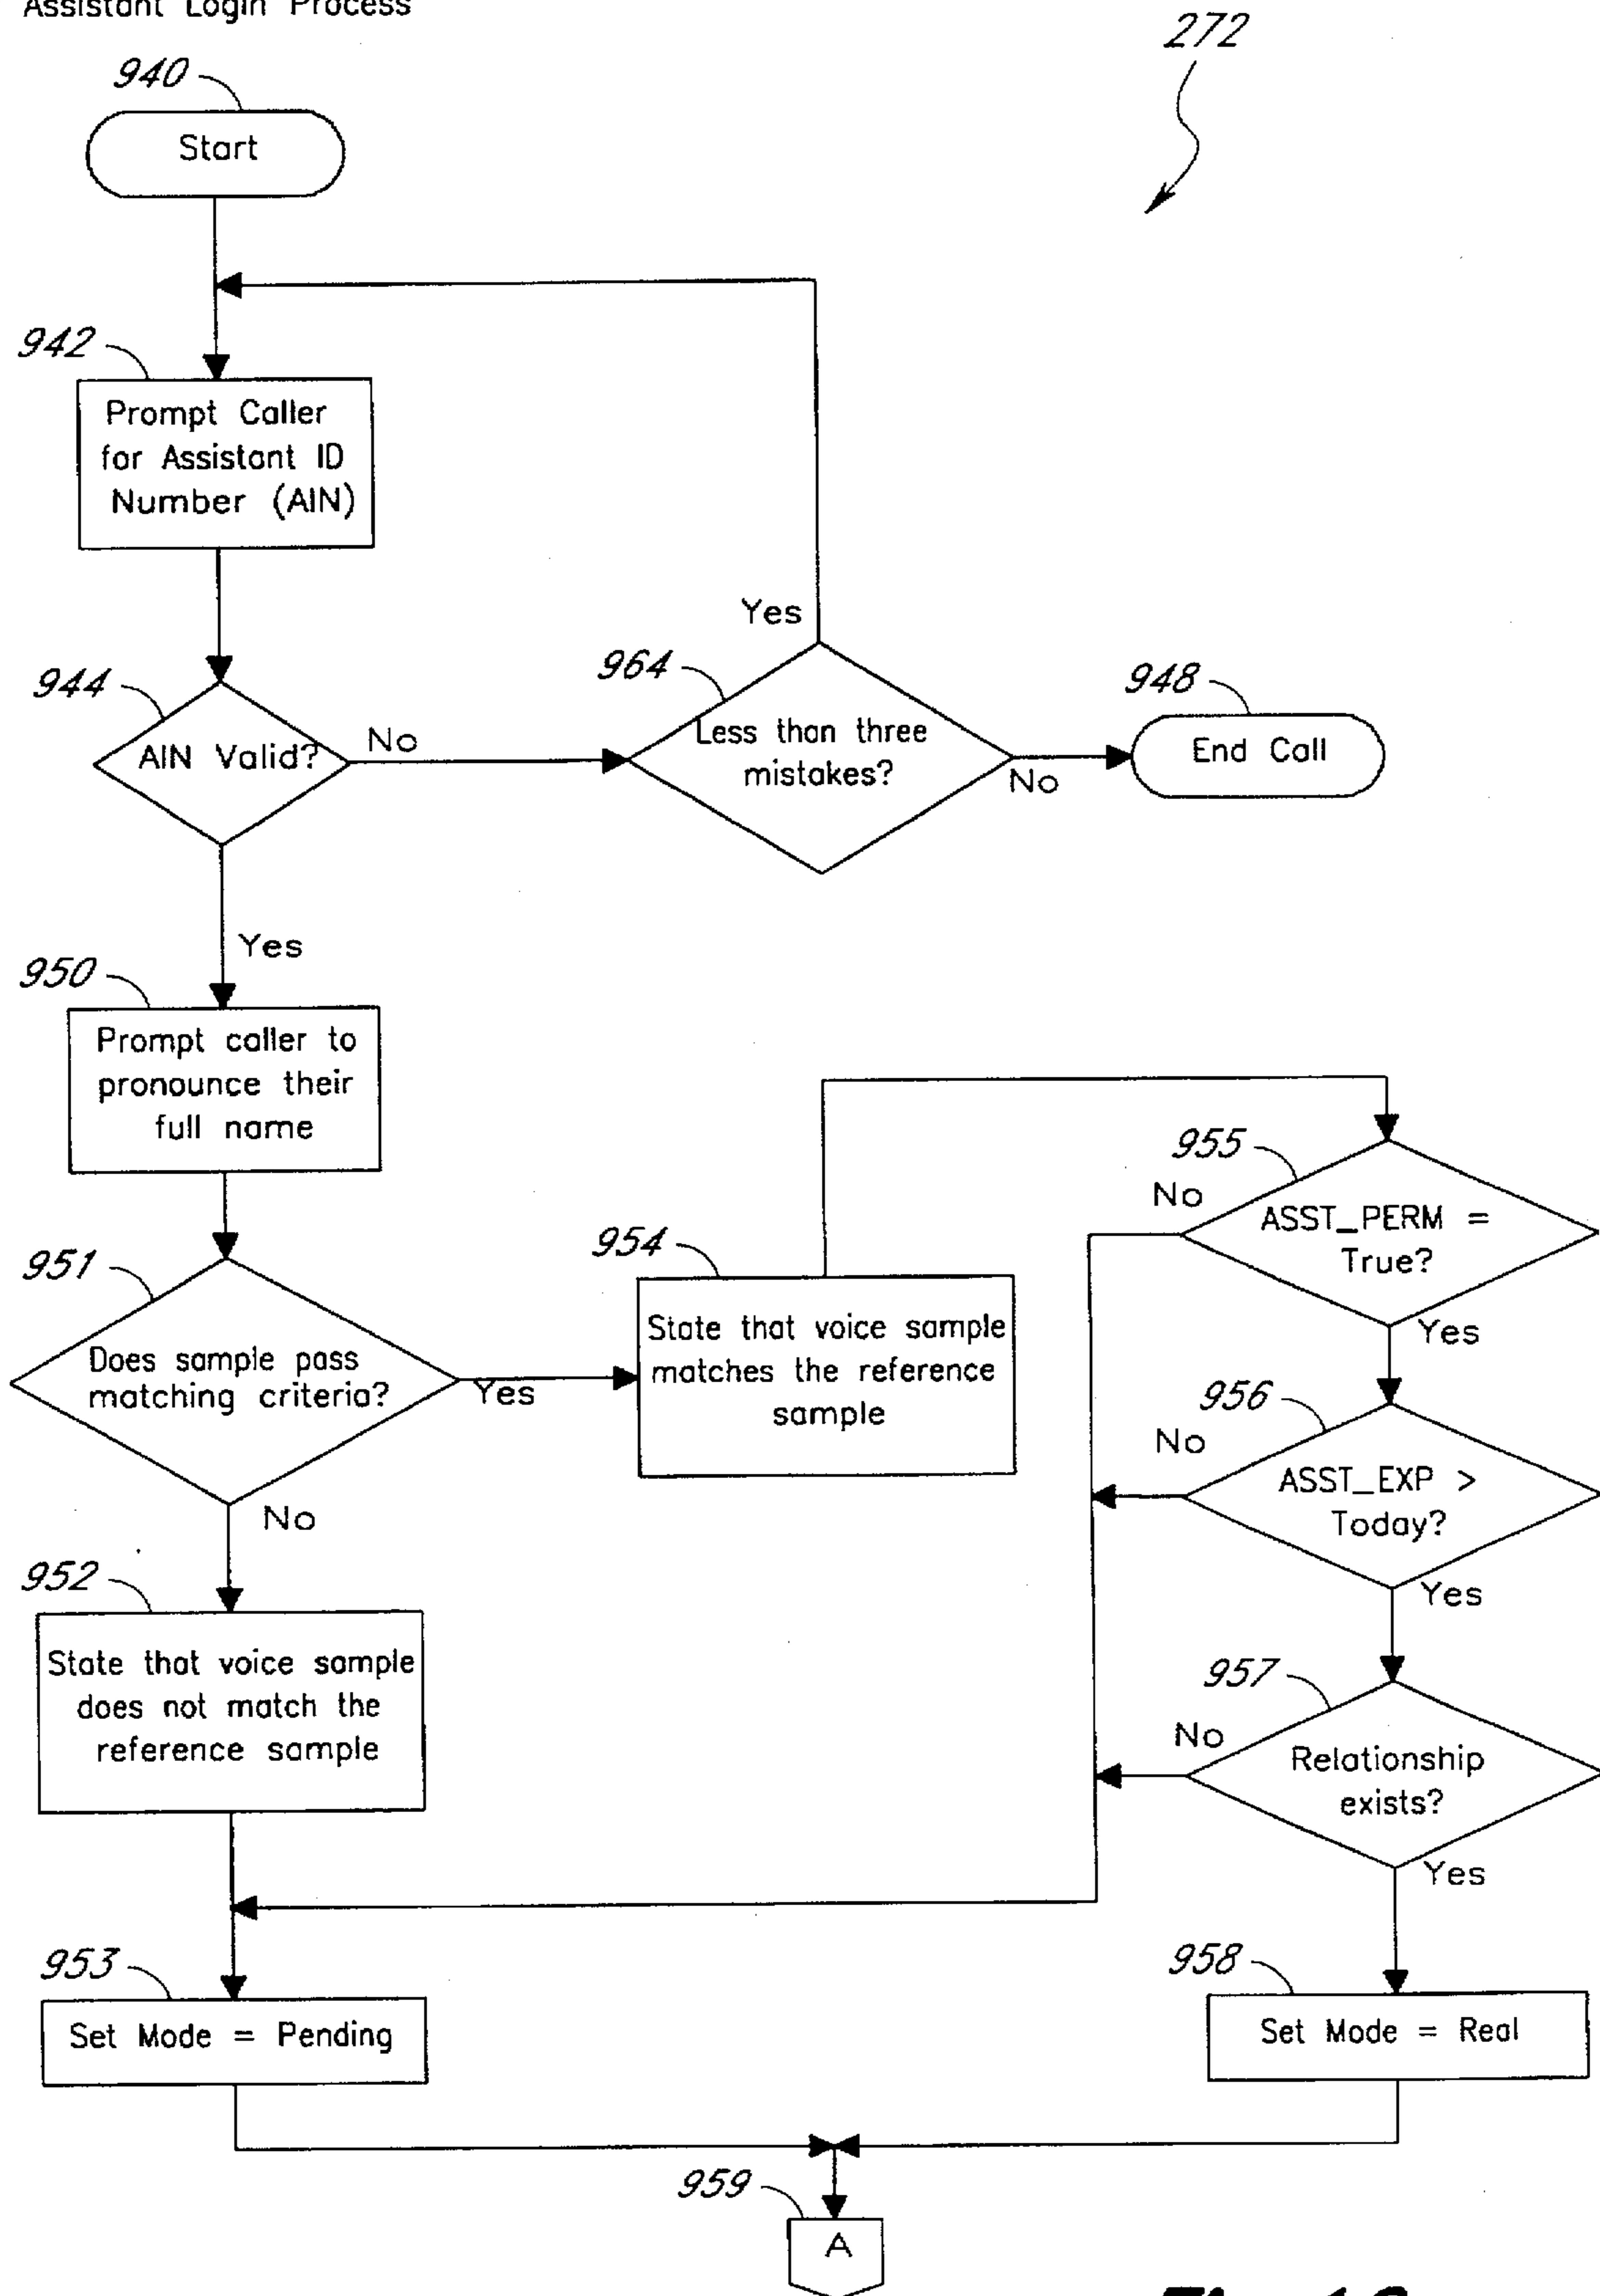 Assistant Login Process
272
940
Start
942
Prompt Caller
for Assistant ID
Number (AIN)
Yes
964
948
944
AIN Valid?
No
Less than three
mistakes?
No
End Call
Yes
950
Prompt caller to
pronounce their
full name
955
No
ASST_PERM =
True?
Yes
951
Does sample pass
matching criteria?
Yes
954
State that voice sample
matches the reference
sample
956
No
ASST_EXP >
Today?
Yes
No
952
State that voice sample
does not match the
reference sample
957
No
Relationship
exists?
Yes
953
Set Mode = Pending
958
Set Mode = Real
959
A